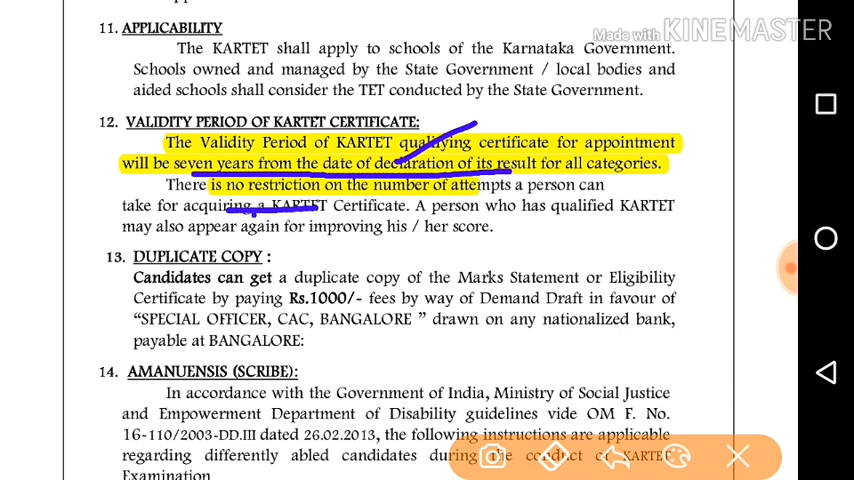 Made with KINEMASTER
11. APPLICABILITY
The KARTET shall apply to schools of the Karnataka Government.
Schools owned and managed by the State Government / local bodies and
aided schools shall consider the TET conducted by the State Government.
12. VALIDITY PERIOD OF KARTET CERTIFICATE:
The Validity Period of KARTET qualifying certificate for appointment
will be seven years from the date of declaration of its result for all categories.
There is no restriction on the number of attempts a person can
take for acquiring a KARTET Certificate. A person who has qualified KARTET
may also appear again for improving his / her score.
13. DUPLICATE COPY :
Candidates can get a duplicate copy of the Marks Statement or Eligibility
Certificate by paying Rs.1000/- fees by way of Demand Draft in favour of
“SPECIAL OFFICER, CAC, BANGALORE ” drawn on any nationalized bank,
payable at BANGALORE:
14. AMANUENSIS (SCRIBE):
In accordance with the Government of India, Ministry of Social Justice
and Empowerment Department of Disability guidelines vide OM F. No.
16-110/2003-DD.III dated 26.02.2013, the following instructions are applicable
regarding differently abled candidates during the conduct of KARTET
Examination